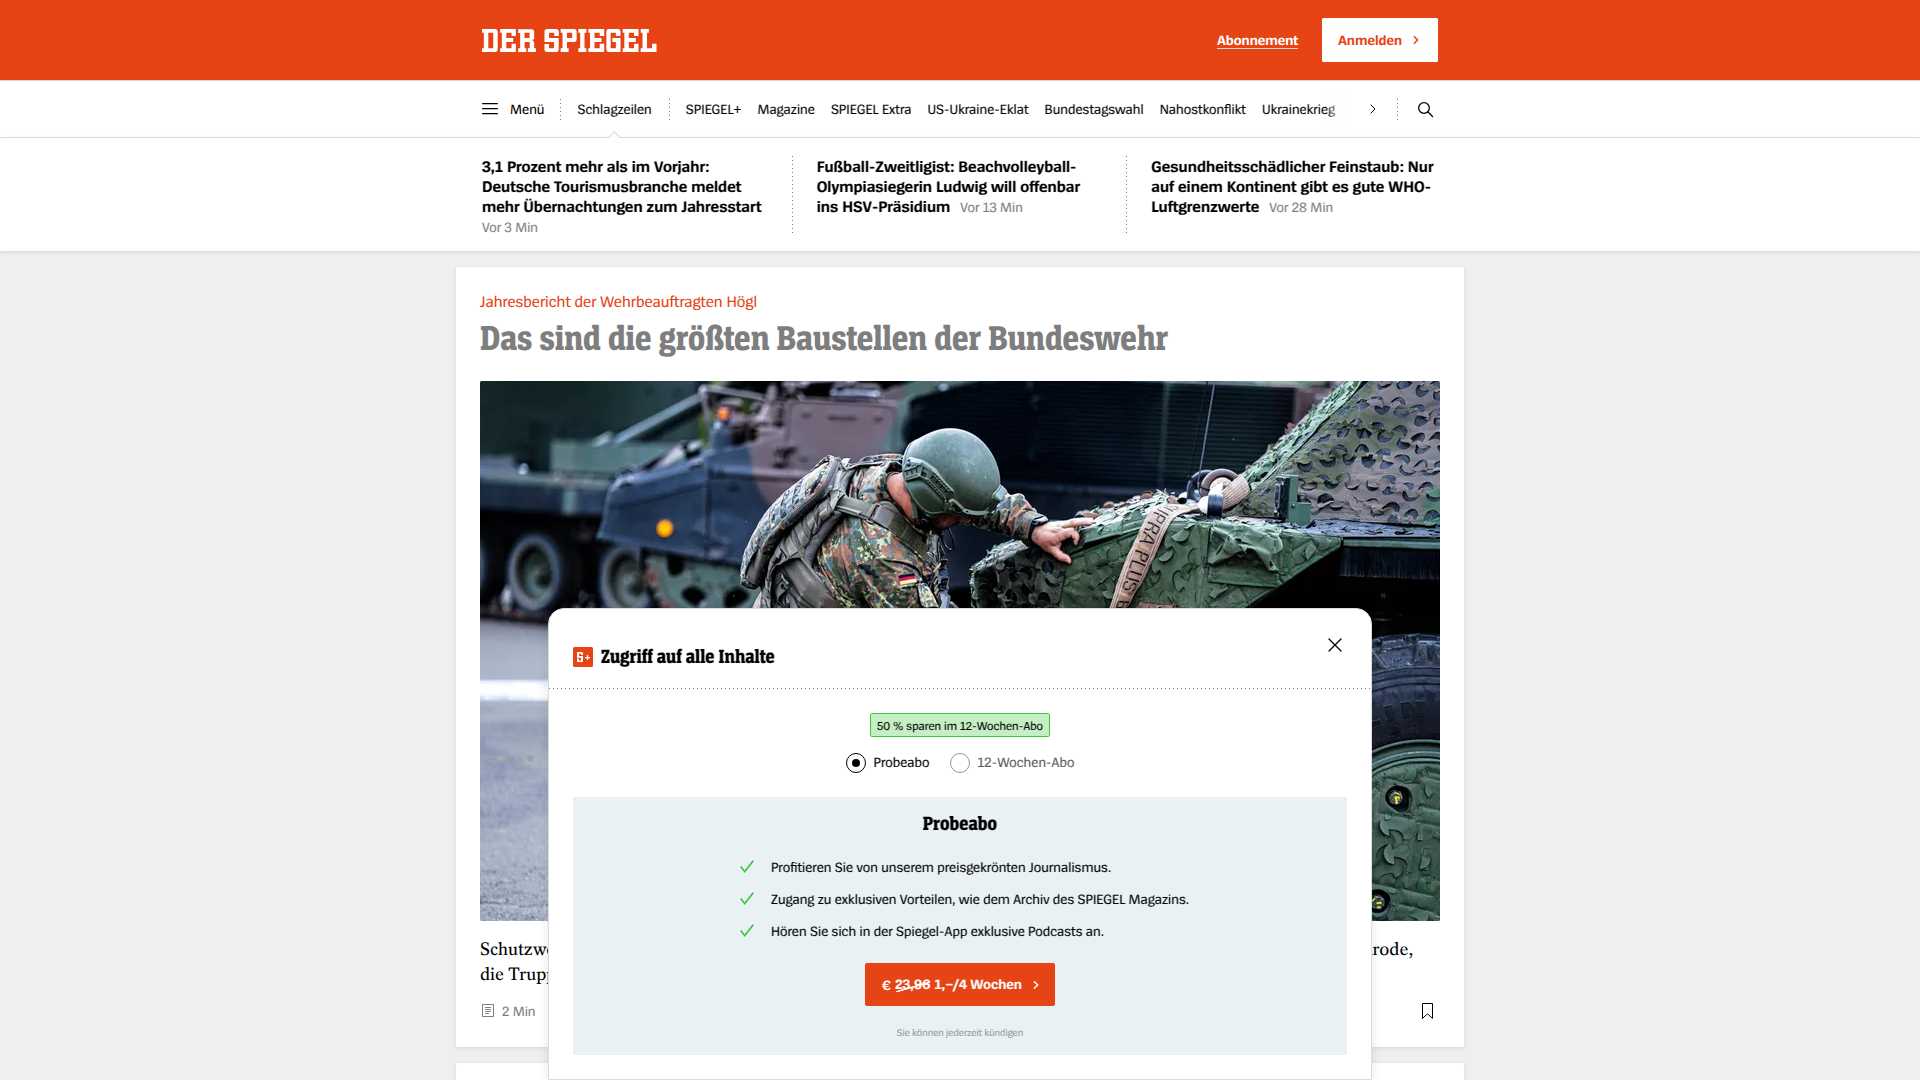 DER SPIEGEL
Abonnement
Anmelden
Menü
Schlagzeilen
SPIEGEL+
Magazine
SPIEGEL Extra
US-Ukraine-Eklat
Bundestagswahl
Nahostkonflikt
Ukrainekrieg
3,1 Prozent mehr als im Vorjahr:
Deutsche Tourismusbranche meldet
mehr Übernachtungen zum Jahresstart
Vor 3 Min
Fußball-Zweitligist: Beachvolleyball-
Olympiasiegerin Ludwig will offenbar
ins HSV-Präsidium Vor 13 Min
Gesundheitsschädlicher Feinstaub: Nur
auf einem Kontinent gibt es gute WHO-
Luftgrenzwerte Vor 28 Min
Jahresbericht der Wehrbeauftragten Högl
Das sind die größten Baustellen der Bundeswehr
SUPRA PLUS
Zugriff auf alle Inhalte
50 % sparen im 12-Wochen-Abo
Probeabo
12-Wochen-Abo
Probeabo
Profitieren Sie von unserem preisgekrönten Journalismus.
Zugang zu exklusiven Vorteilen, wie dem Archiv des SPIEGEL Magazins.
Hören Sie sich in der Spiegel-App exklusive Podcasts an.
€ 23,96 1,–/4 Wochen
Sie können jederzeit kündigen
rode,
die
2 Min